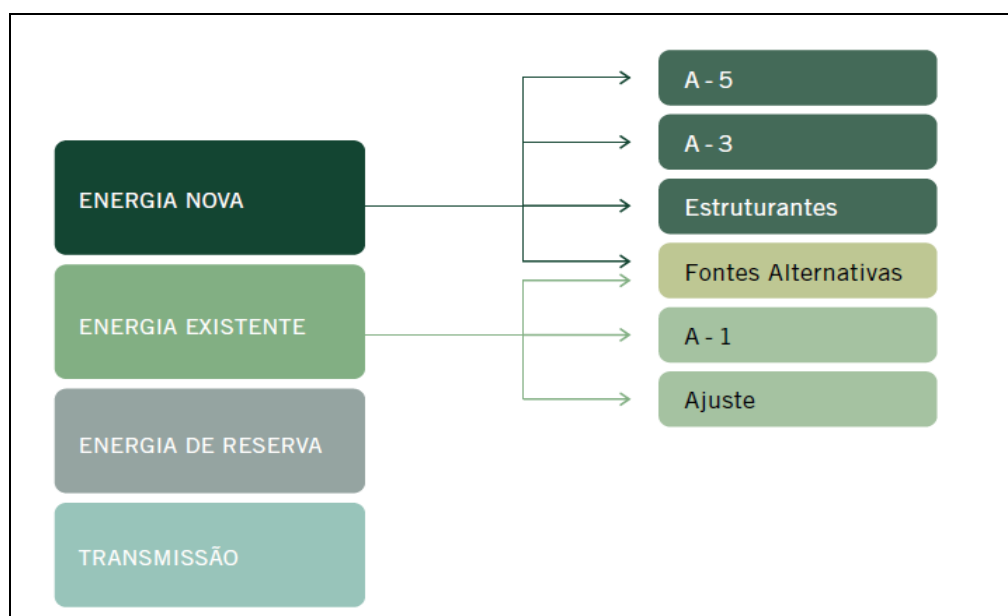 ENERGIA NOVA
ENERGIA EXISTENTE
ENERGIA DE RESERVA
TRANSMISSÃO
A - 5
A - 3
Estruturantes
Fontes Alternativas
A - 1
Ajuste